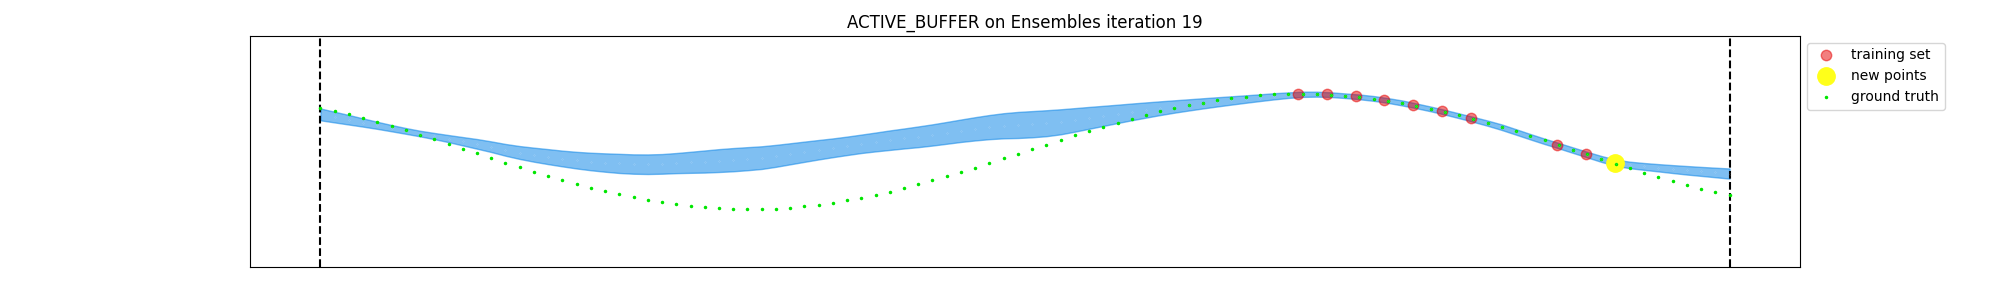 ACTIVE_BUFFER on Ensembles iteration 19
training set
new points
ground truth